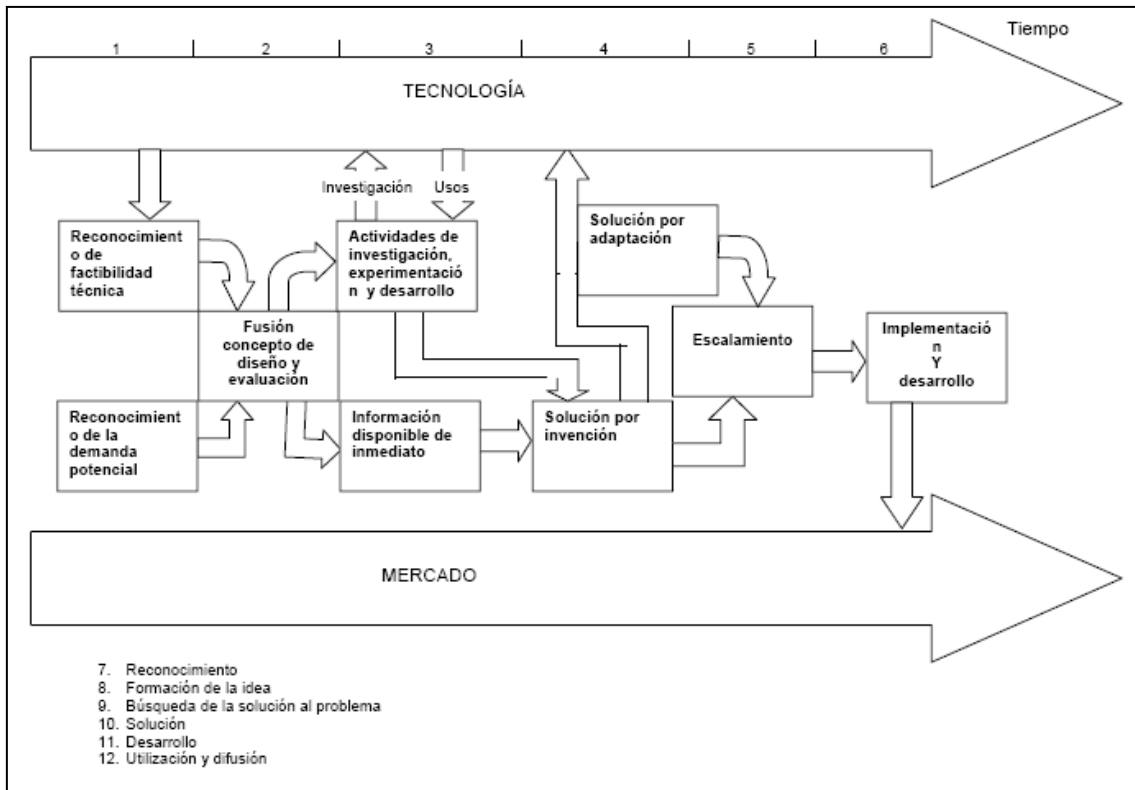 Tiempo
1 2 3 4 5 6
TECNOLOGÍA
Investigación
Usos
Reconocimient
o de
factibilidad
técnica
Actividades de
investigación,
experimentació
n y desarrollo
Solución por
adaptación
Fusión
concepto de
diseño y
evaluación
Escalamiento
Implementació
n
Y
desarrollo
Reconocimient
o de la
demanda
potencial
Información
disponible de
inmediato
Solución por
invención
MERCADO
7. Reconocimiento
8. Formación de la idea
9. Búsqueda de la solución al problema
10. Solución
11. Desarrollo
12. Utilización y difusión